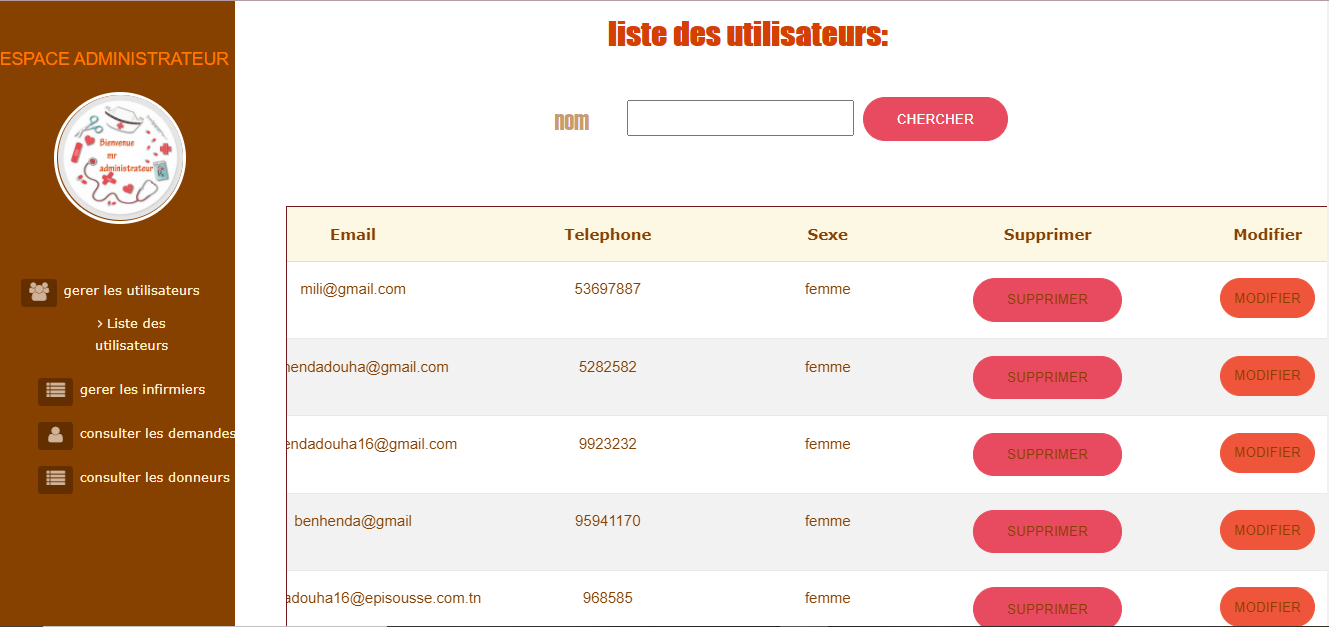 liste des utilisateurs:
ESPACE ADMINISTRATEUR
Bienvenue
mr
administrateur
nom CHERCHER
gerer les utilisateurs
> Liste des
utilisateurs
gerer les infirmiers
consulter les demandes
consulter les donneurs
Email Telephone Sexe Supprimer Modifier
mili@gmail.com 53697887 femme SUPPRIMER MODIFIER
hendadouha@gmail.com 5282582 femme SUPPRIMER MODIFIER
endadouha16@gmail.com 9923232 femme SUPPRIMER MODIFIER
benhenda@gmail 95941170 femme SUPPRIMER MODIFIER
adouha16@episousse.com.tn 968585 femme SUPPRIMER MODIFIER